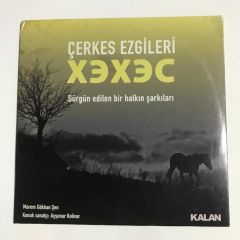 ÇERKES EZGİLERİ
хэхэс
Sürgün edilen bir halkın şarkıları
Marem Gökhan Şen
Konuk sanatçı: Ayşenur Kolivar
KALAN